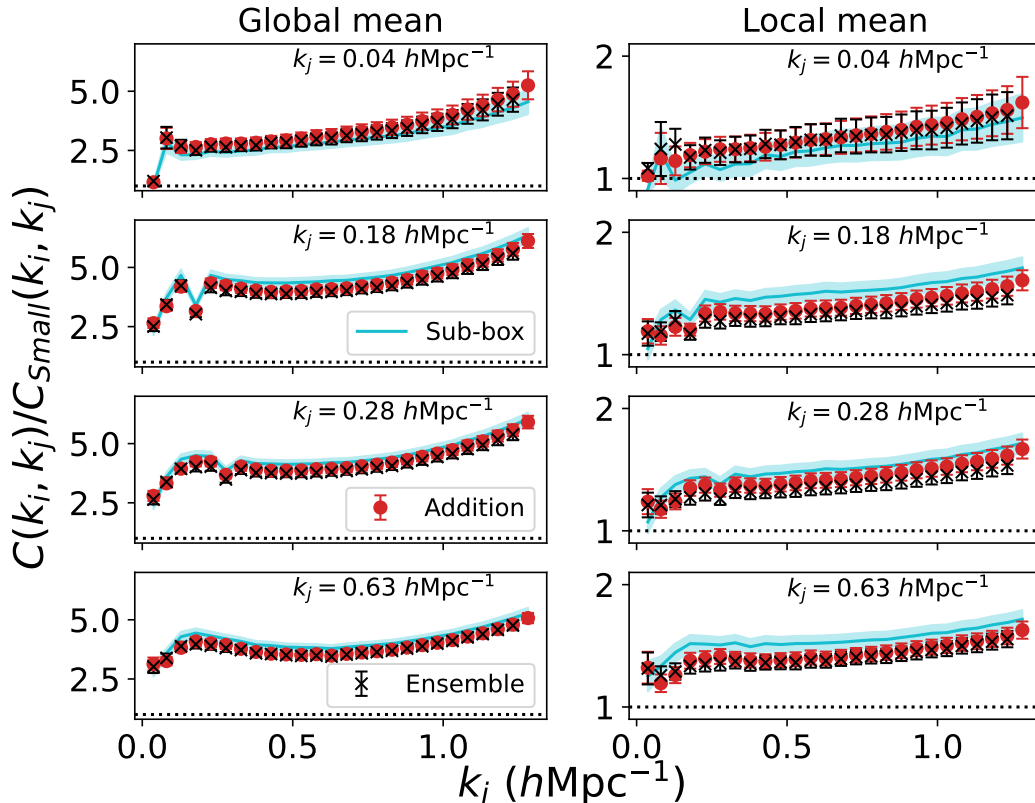 Global mean
Local mean
C(k_i, k_j)/C_Small(k_i, k_j)
k_j = 0.04 hMpc⁻¹
5.0
2.5
k_j = 0.04 hMpc⁻¹
2
1
k_j = 0.18 hMpc⁻¹
5.0
2.5
Sub-box
k_j = 0.18 hMpc⁻¹
2
1
k_j = 0.28 hMpc⁻¹
5.0
2.5
Addition
k_j = 0.28 hMpc⁻¹
2
1
k_j = 0.63 hMpc⁻¹
5.0
2.5
Ensemble
0.0 0.5 1.0
k_j = 0.63 hMpc⁻¹
2
1
0.0 0.5 1.0
k_i (hMpc⁻¹)